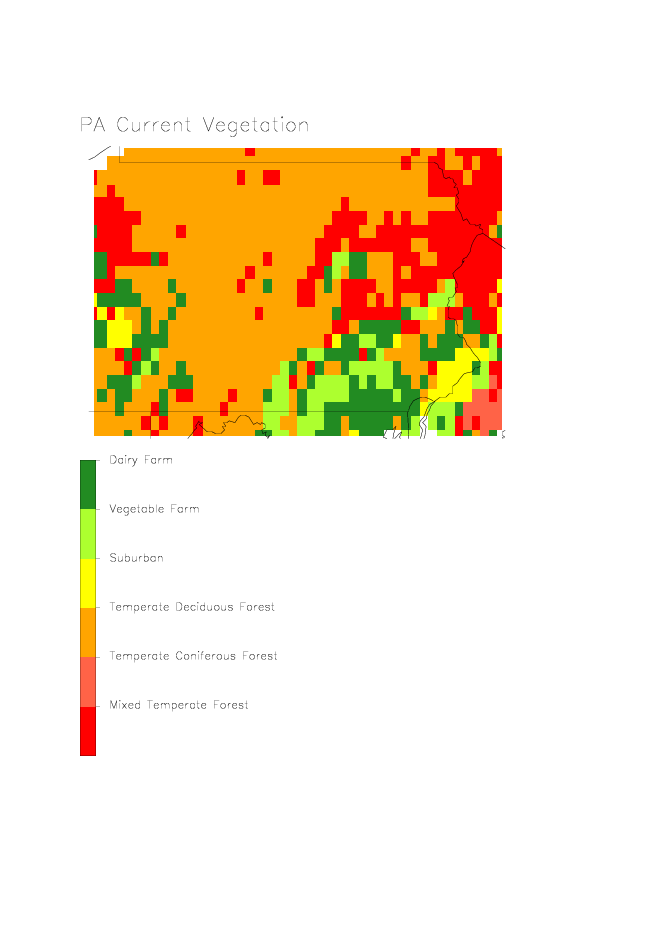 PA Current Vegetation
Dairy Farm
Vegetable Farm
Suburban
Temperate Deciduous Forest
Temperate Coniferous Forest
Mixed Temperate Forest